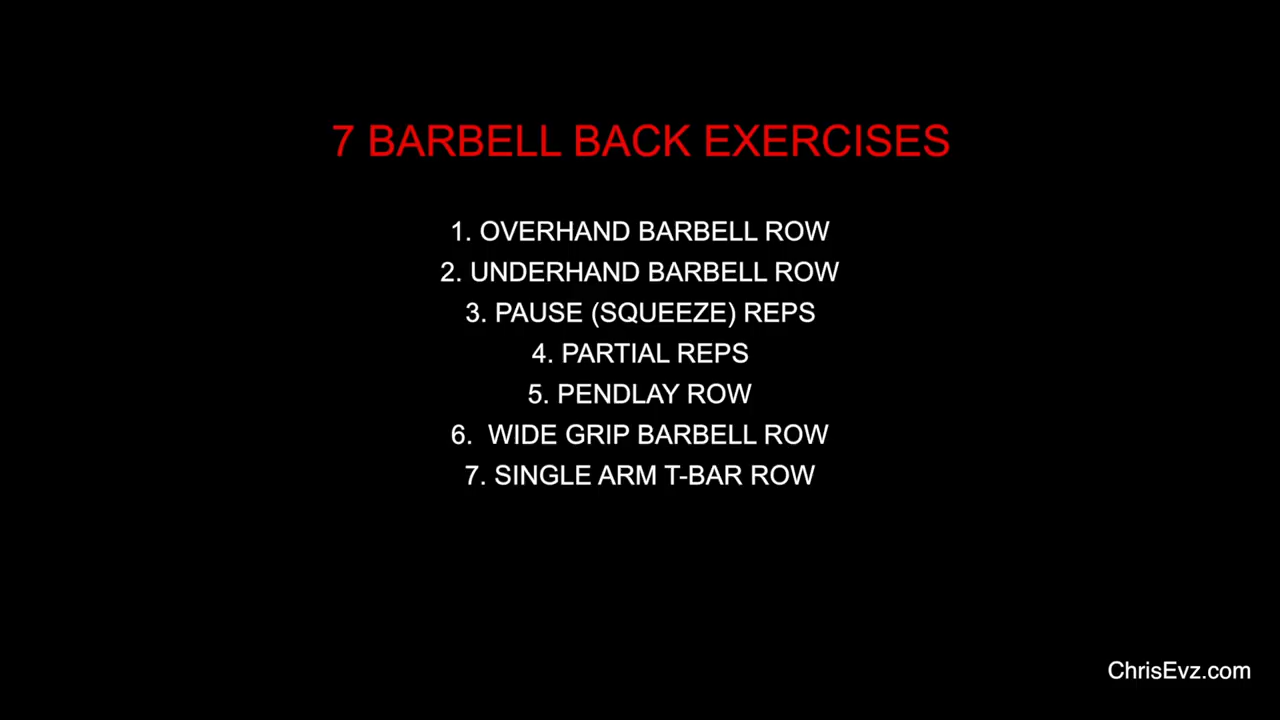 7 BARBELL BACK EXERCISES
1. OVERHAND BARBELL ROW
2. UNDERHAND BARBELL ROW
3. PAUSE (SQUEEZE) REPS
4. PARTIAL REPS
5. PENDLAY ROW
6.  WIDE GRIP BARBELL ROW
7. SINGLE ARM T-BAR ROW
ChrisEvz.com